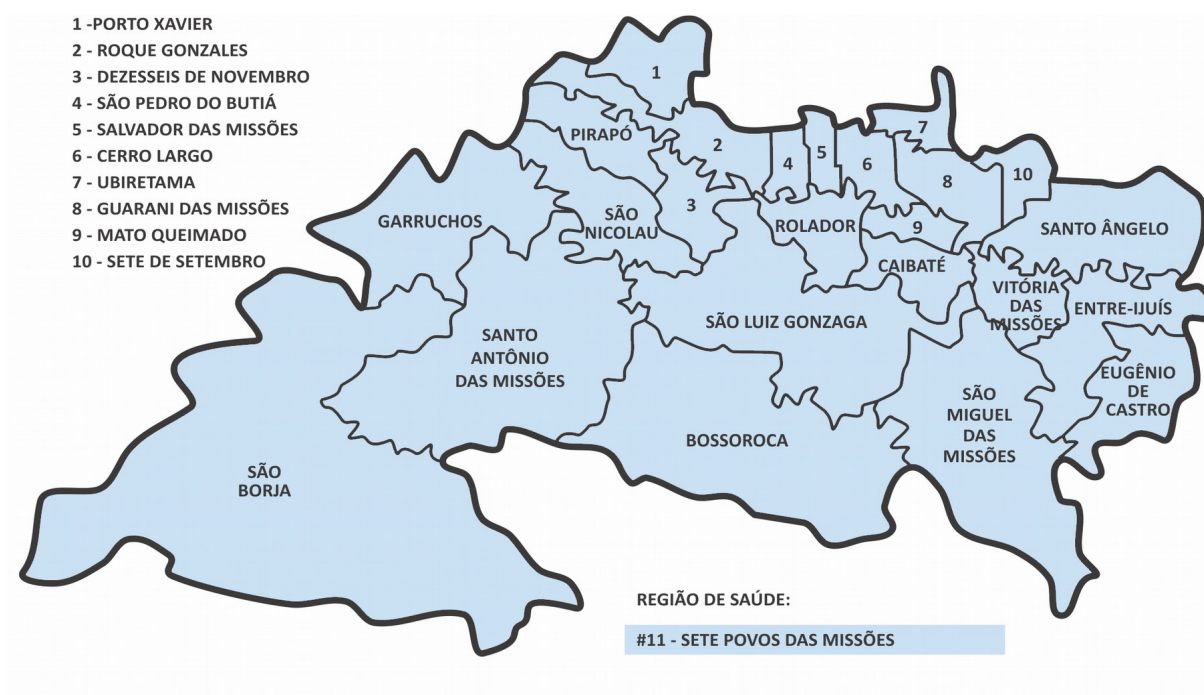 1 -PORTO XAVIER
2 - ROQUE GONZALES
3 - DEZESSEIS DE NOVEMBRO
4 - SÃO PEDRO DO BUTIÁ
5 - SALVADOR DAS MISSÕES
6 - CERRO LARGO
7 - UBIRETAMA
8 - GUARANI DAS MISSÕES
9 - MATO QUEIMADO
10 - SETE DE SETEMBRO
1
PIRAPÓ
2
4
5
6
7
8
10
3
GARRUCHOS
SÃO
NICOLAU
ROLADOR
9
SANTO ÂNGELO
CAIBATÉ
VITÓRIA
DAS
MISSÕES
ENTRE-IJUÍS
SÃO LUIZ GONZAGA
SANTO
ANTÔNIO
DAS MISSÕES
EUGÊNIO
DE
CASTRO
SÃO
MIGUEL
DAS
MISSÕES
BOSSOROCA
SÃO
BORJA
REGIÃO DE SAÚDE:
#11 - SETE POVOS DAS MISSÕES